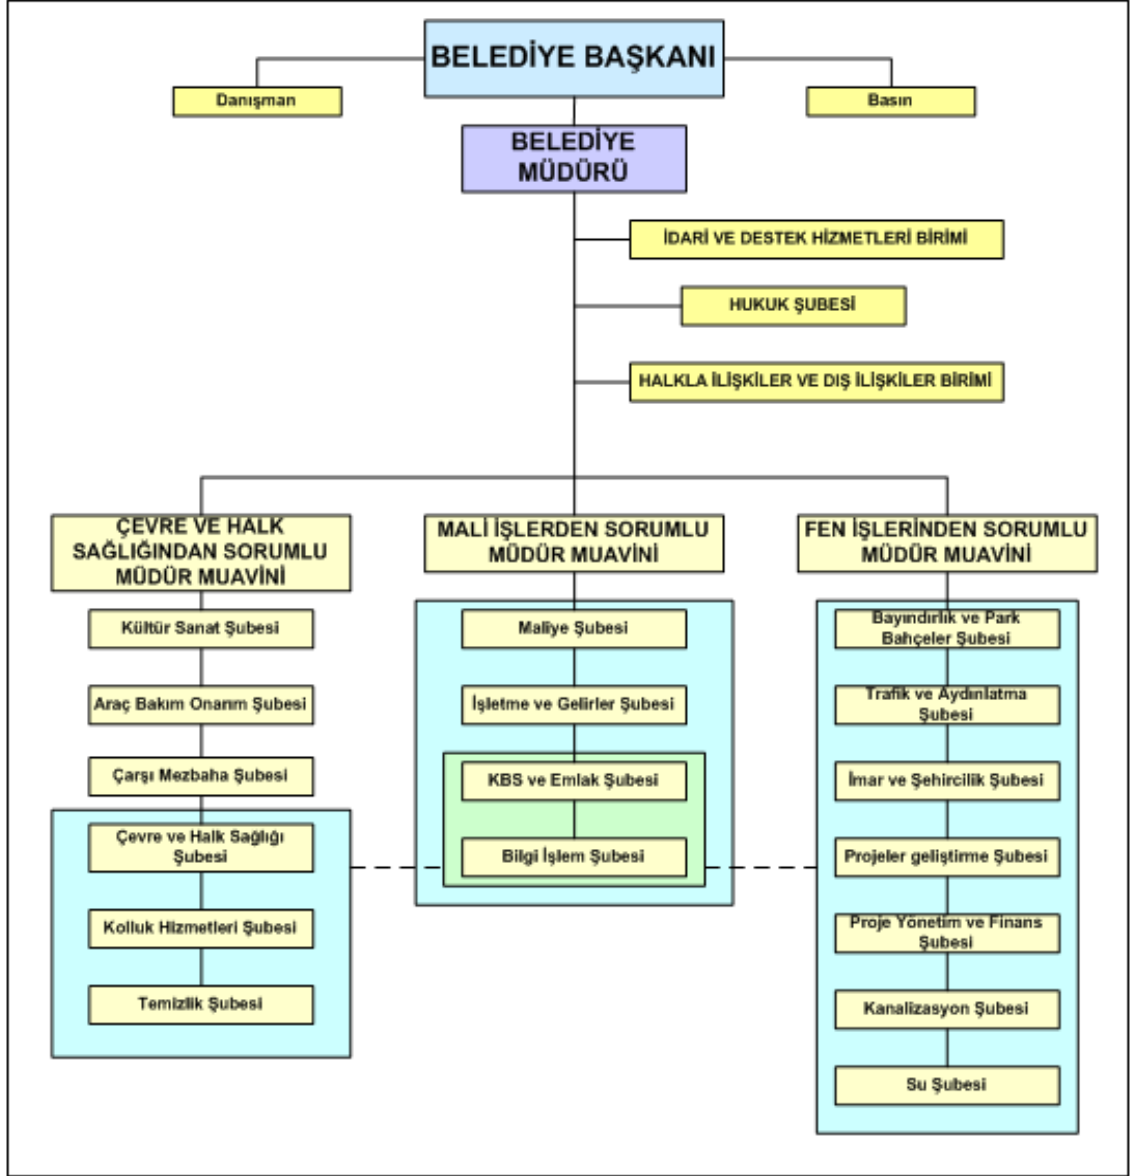 BELEDİYE BAŞKANI
Danışman
Basın
BELEDİYE
MÜDÜRÜ
İDARİ VE DESTEK HİZMETLERİ BİRİMİ
HUKUK ŞUBESİ
HALKLA İLİŞKİLER VE DIŞ İLİŞKİLER BİRİMİ
ÇEVRE VE HALK
SAĞLIĞINDAN SORUMLU
MÜDÜR MUAVİNİ
Kültür Sanat Şubesi
Araç Bakım Onarım Şubesi
Çarşı Mezbaha Şubesi
Çevre ve Halk Sağlığı
Şubesi
Kolluk Hizmetleri Şubesi
Temizlik Şubesi
MALİ İŞLERDEN SORUMLU
MÜDÜR MUAVİNİ
Maliye Şubesi
İşletme ve Gelirler Şubesi
KBS ve Emlak Şubesi
Bilgi İşlem Şubesi
FEN İŞLERİNDEN SORUMLU
MÜDÜR MUAVİNİ
Bayındırlık ve Park
Bahçeler Şubesi
Trafik ve Aydınlatma
Şubesi
İmar ve Şehircilik Şubesi
Projeler geliştirme Şubesi
Proje Yönetim ve Finans
Şubesi
Kanalizasyon Şubesi
Su Şubesi